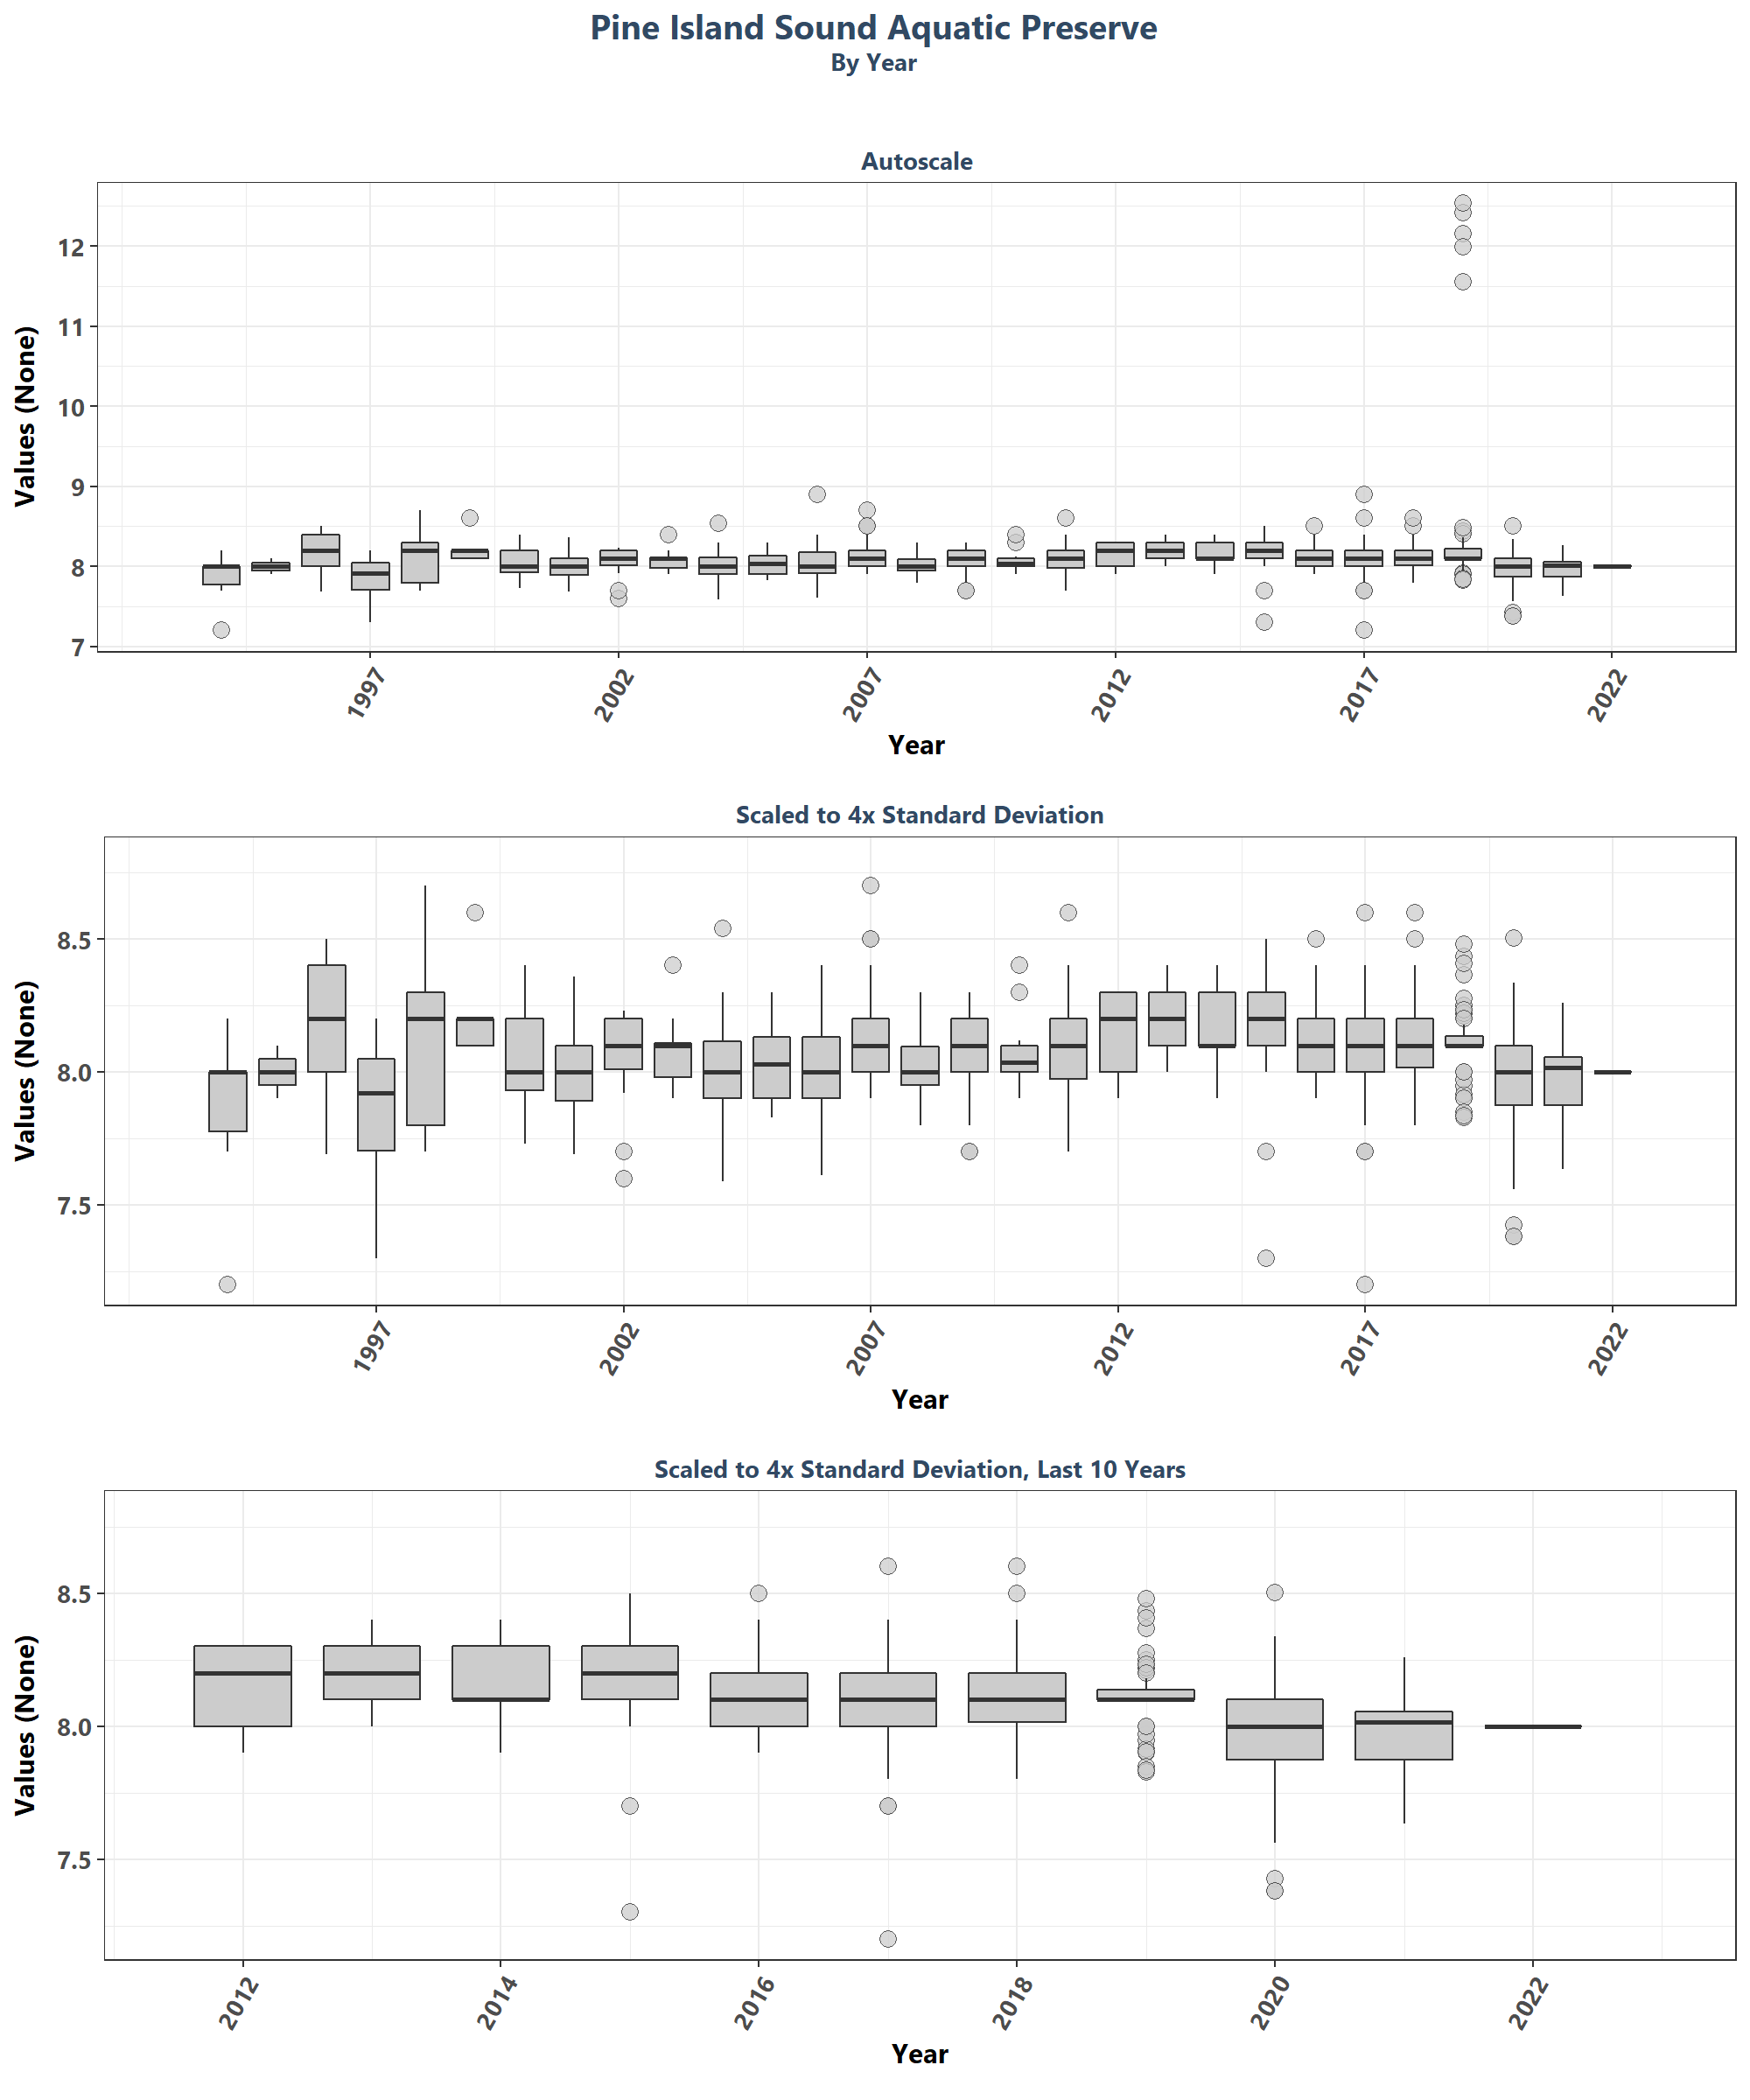 Pine Island Sound Aquatic Preserve
By Year
Autoscale
Values (None)
12
11
10
9
8
7
1997
2002
2007
2012
2017
2022
Year
Scaled to 4x Standard Deviation
Values (None)
8.5
8.0
7.5
1997
2002
2007
2012
2017
2022
Year
Scaled to 4x Standard Deviation, Last 10 Years
Values (None)
8.5
8.0
7.5
2012
2014
2016
2018
2020
2022
Year